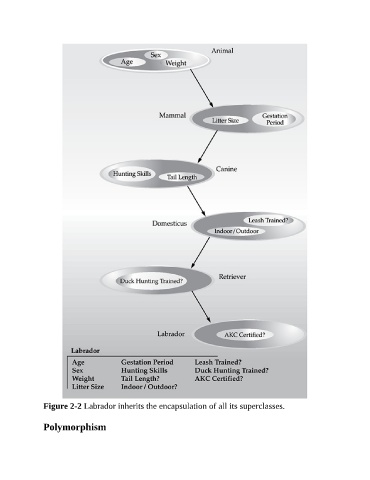 Animal
Sex
Age
Weight
Mammal
Gestation
Period
Litter Size
Canine
Hunting Skills
Tail Length
Domesticus
Leash Trained?
Indoor/Outdoor
Retriever
Duck Hunting Trained?
Labrador
AKC Certified?
Labrador
Age Gestation Period Leash Trained?
Sex Hunting Skills Duck Hunting Trained?
Weight Tail Length? AKC Certified?
Litter Size Indoor/Outdoor?
Figure 2-2 Labrador inherits the encapsulation of all its superclasses.
Polymorphism